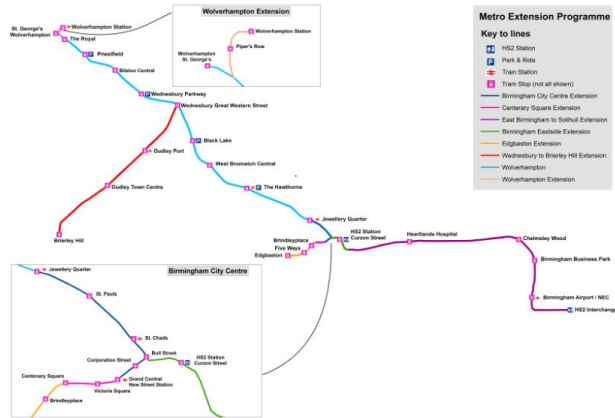 Wolverhampton Extension
Wolverhampton Station
Piper's Row
Wolverhampton
St. George's
St. George's
Wolverhampton
Wolverhampton Station
The Royal
Priestfield
Bilston Central
Wednesbury Parkway
Wednesbury Great Western Street
Black Lake
Dudley Port
West Bromwich Central
Dudley Town Centre
The Hawthorns
Brierley Hill
Jewellery Quarter
HS2 Station
Curzon Street
Brindleyplace
Five Ways
Edgbaston
Heartlands Hospital
Chelmsley Wood
Birmingham Business Park
Birmingham Airport / NEC
HS2 Interchange
Metro Extension Programme
Key to lines
HS2 Station
P Park & Ride
Train Station
Tram Stop (not all shown)
Birmingham City Centre Extension
Centenary Square Extension
East Birmingham to Solihull Extension
Birmingham Eastside Extension
Edgbaston Extension
Wednesbury to Brierley Hill Extension
Wolverhampton
Wolverhampton Extension
Birmingham City Centre
Jewellery Quarter
St. Pauls
St. Chads
Bull Street
HS2 Station
Curzon Street
Corporation Street
Grand Central
New Street Station
Centenary Square
Victoria Square
Brindleyplace